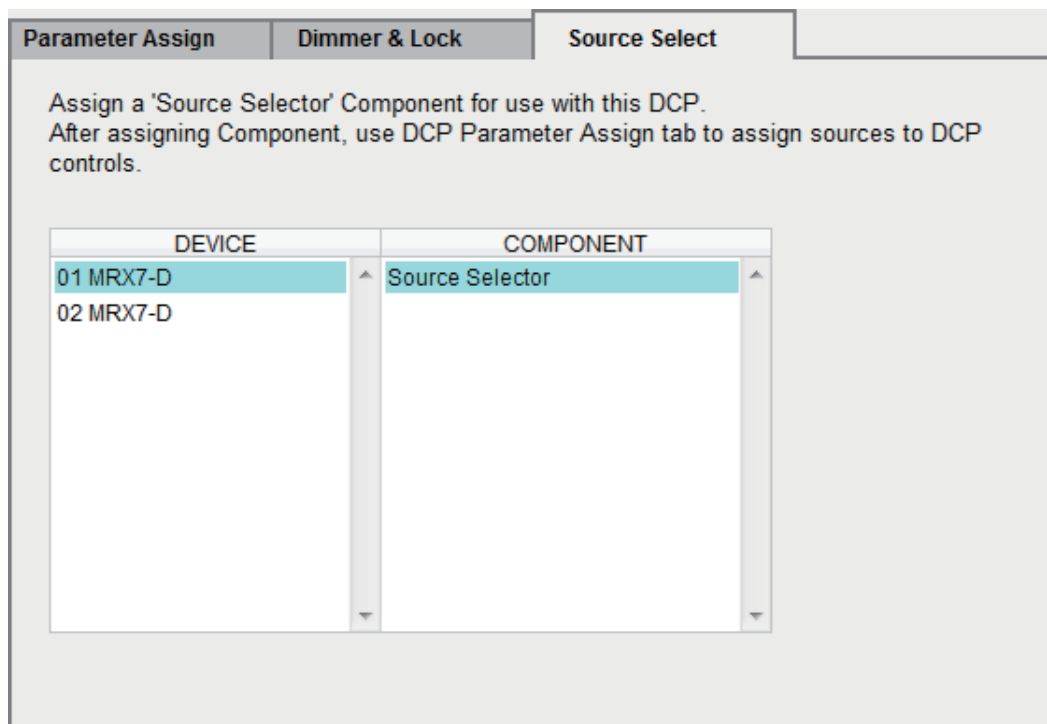 Parameter Assign
Dimmer & Lock
Source Select
Assign a 'Source Selector' Component for use with this DCP.
After assigning Component, use DCP Parameter Assign tab to assign sources to DCP
controls.
DEVICE
COMPONENT
01 MRX7-D
Source Selector
02 MRX7-D